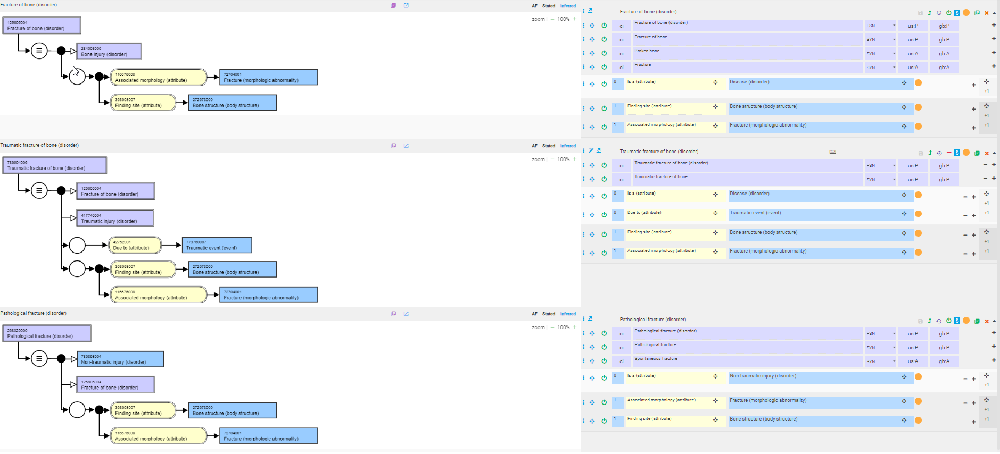 Fracture of bone (disorder)
AF Stated Inferred
zoom | − 100% +
125605004
Fracture of bone (disorder)
284003005
Bone injury (disorder)
116676008
Associated morphology (attribute)
72704001
Fracture (morphologic abnormality)
363698007
Finding site (attribute)
272673000
Bone structure (body structure)
Traumatic fracture of bone (disorder)
AF Stated Inferred
zoom | − 100% +
786904006
Traumatic fracture of bone (disorder)
125605004
Fracture of bone (disorder)
417746004
Traumatic injury (disorder)
42752001
Due to (attribute)
773760007
Traumatic event (event)
363698007
Finding site (attribute)
272673000
Bone structure (body structure)
116676008
Associated morphology (attribute)
72704001
Fracture (morphologic abnormality)
Pathological fracture (disorder)
AF Stated Inferred
zoom | − 100% +
268029009
Pathological fracture (disorder)
786898004
Non-traumatic injury (disorder)
125605004
Fracture of bone (disorder)
363698007
Finding site (attribute)
272673000
Bone structure (body structure)
116676008
Associated morphology (attribute)
72704001
Fracture (morphologic abnormality)
Fracture of bone (disorder)
S
ci Fracture of bone (disorder) FSN us:P gb:P
ci Fracture of bone SYN us:P gb:P
ci Broken bone SYN us:A gb:A
ci Fracture SYN us:A gb:A
0 Is a (attribute) Disease (disorder)
+1
1 Finding site (attribute) Bone structure (body structure)
+1
1 Associated morphology (attribute) Fracture (morphologic abnormality)
+1
Traumatic fracture of bone (disorder)
S
ci Traumatic fracture of bone (disorder) FSN us:P gb:P
ci Traumatic fracture of bone SYN us:P gb:P
0 Is a (attribute) Disease (disorder)
+1
0 Due to (attribute) Traumatic event (event)
+1
1 Finding site (attribute) Bone structure (body structure)
+1
1 Associated morphology (attribute) Fracture (morphologic abnormality)
+1
Pathological fracture (disorder)
S
ci Pathological fracture (disorder) FSN us:P gb:P
ci Pathological fracture SYN us:P gb:P
ci Spontaneous fracture SYN us:A gb:A
0 Is a (attribute) Non-traumatic injury (disorder)
+1
1 Associated morphology (attribute) Fracture (morphologic abnormality)
+1
1 Finding site (attribute) Bone structure (body structure)
+1